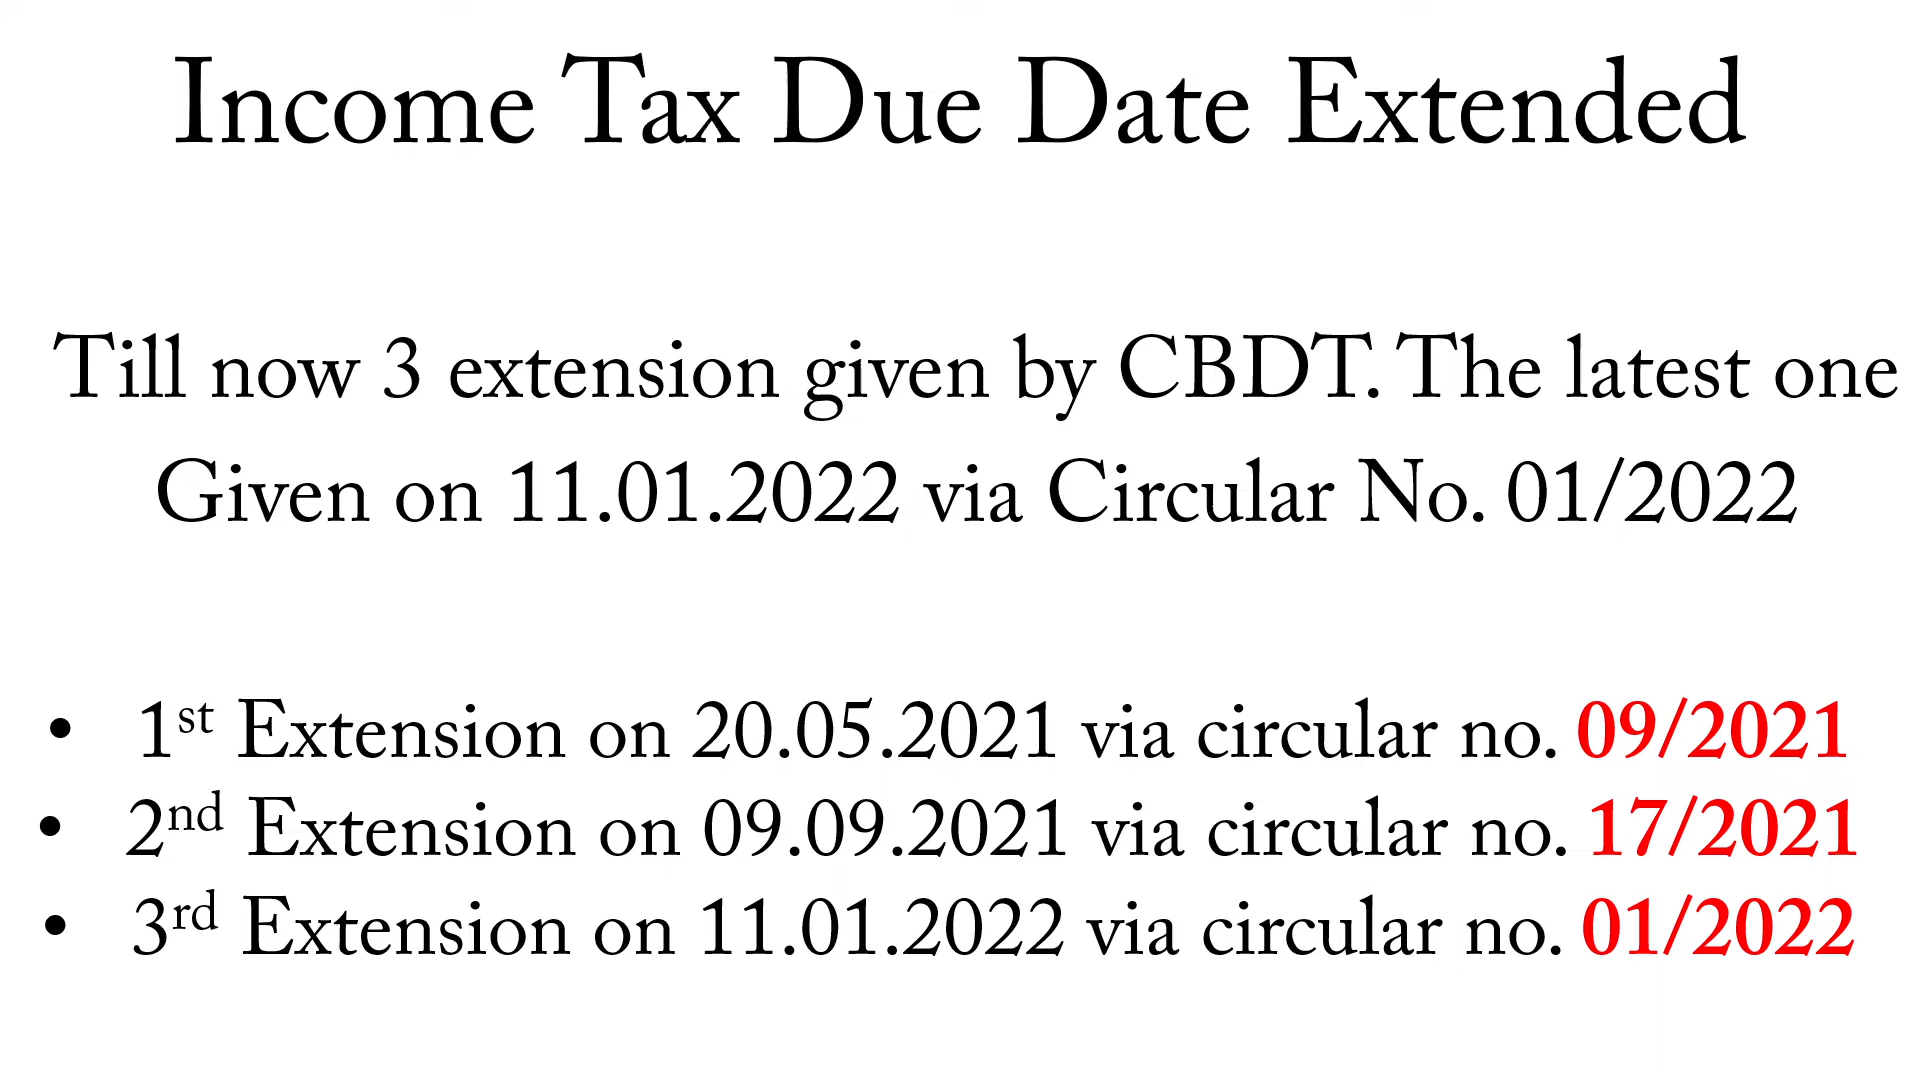 Income Tax Due Date Extended
Till now 3 extension given by CBDT. The latest one
Given on 11.01.2022 via Circular No. 01/2022
• 1st Extension on 20.05.2021 via circular no. 09/2021
• 2nd Extension on 09.09.2021 via circular no. 17/2021
• 3rd Extension on 11.01.2022 via circular no. 01/2022